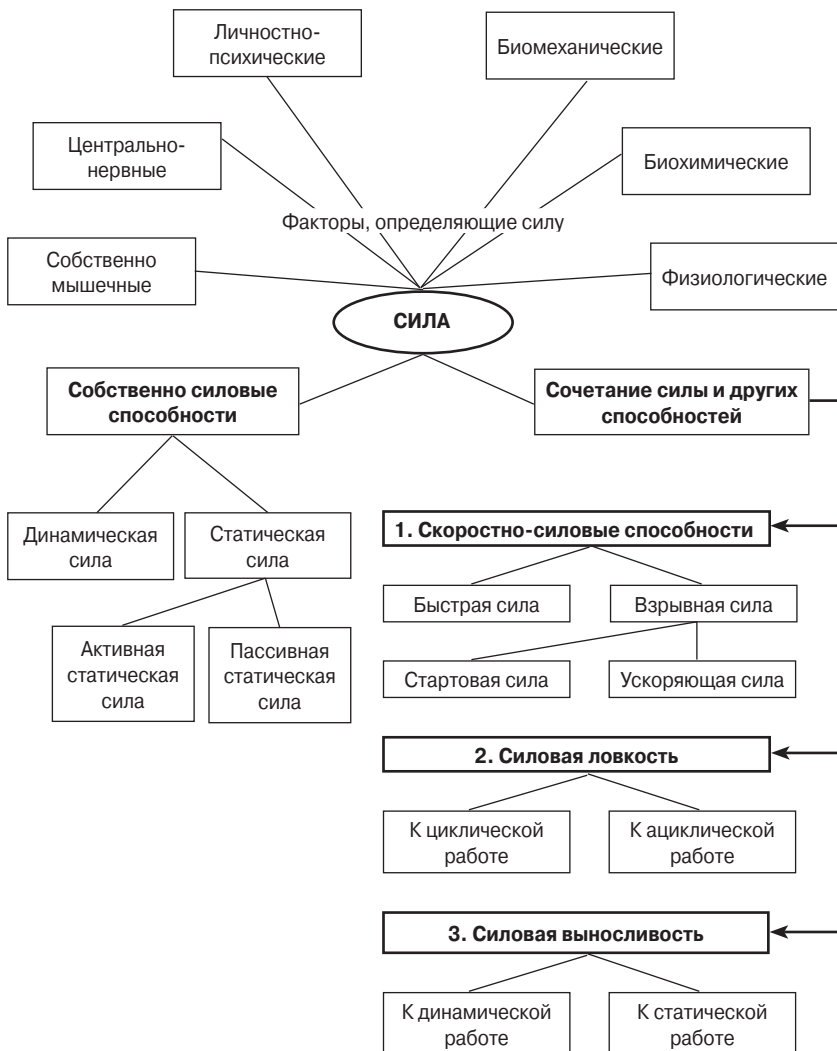 Личностно-
психические
Биомеханические
Центрально-
нервные
Биохимические
Факторы, определяющие силу
Собственно
мышечные
Физиологические
СИЛА
Собственно силовые
способности
Сочетание силы и других
способностей
Динамическая
сила
Статическая
сила
Активная
статическая
сила
Пассивная
статическая
сила
1. Скоростно-силовые способности
Быстрая сила
Взрывная сила
Стартовая сила
Ускоряющая сила
2. Силовая ловкость
К циклической
работе
К ациклической
работе
3. Силовая выносливость
К динамической
работе
К статической
работе